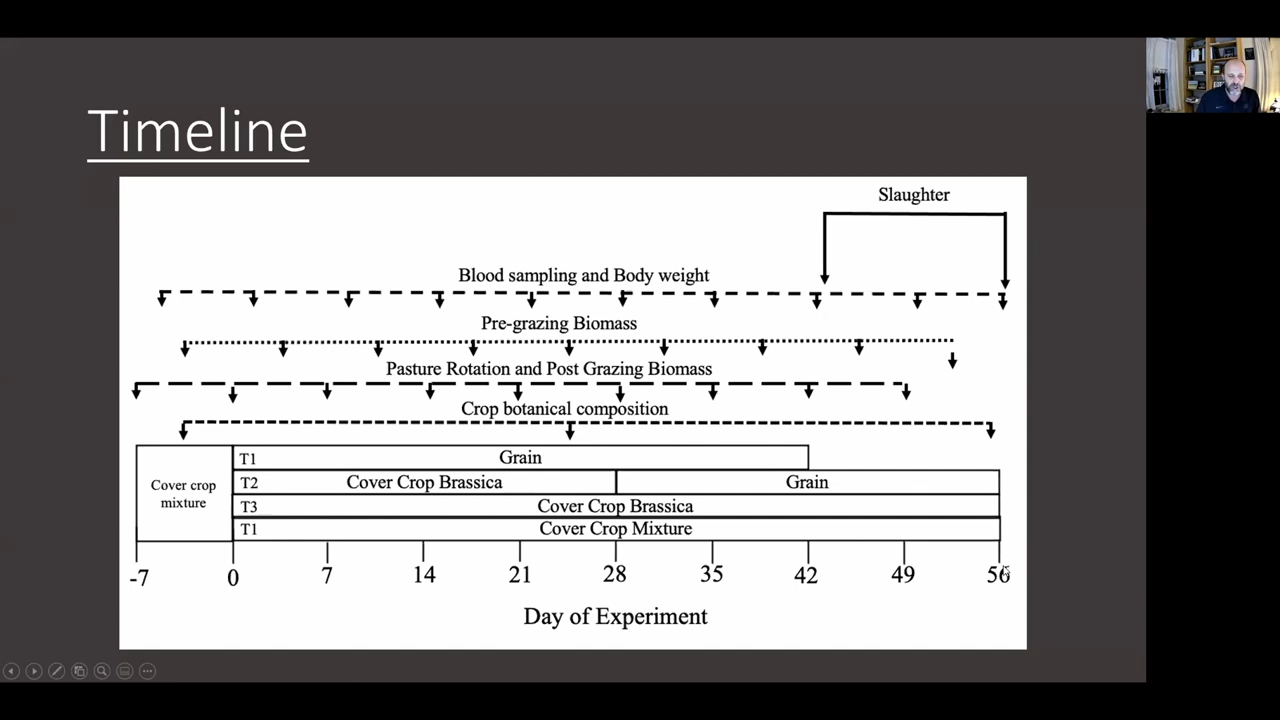 Timeline
Slaughter
Blood sampling and Body weight
Pre-grazing Biomass
Pasture Rotation and Post Grazing Biomass
Crop botanical composition
Cover crop
mixture
T1 Grain
T2 Cover Crop Brassica Grain
T3 Cover Crop Brassica
T1 Cover Crop Mixture
-7 0 7 14 21 28 35 42 49 56
Day of Experiment